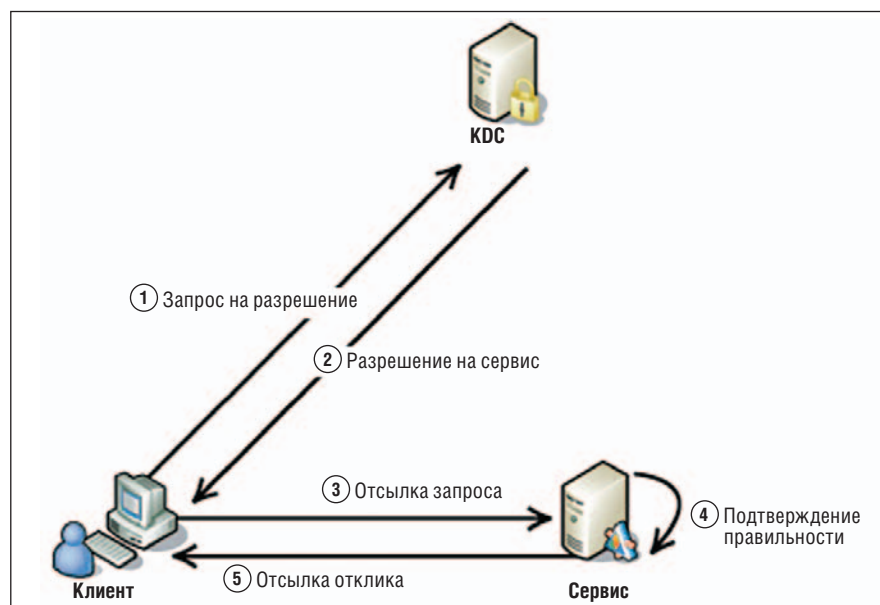 KDC
1 Запрос на разрешение
2 Разрешение на сервис
3 Отсылка запроса
4 Подтверждение
правильности
5 Отсылка отклика
Клиент
Сервис